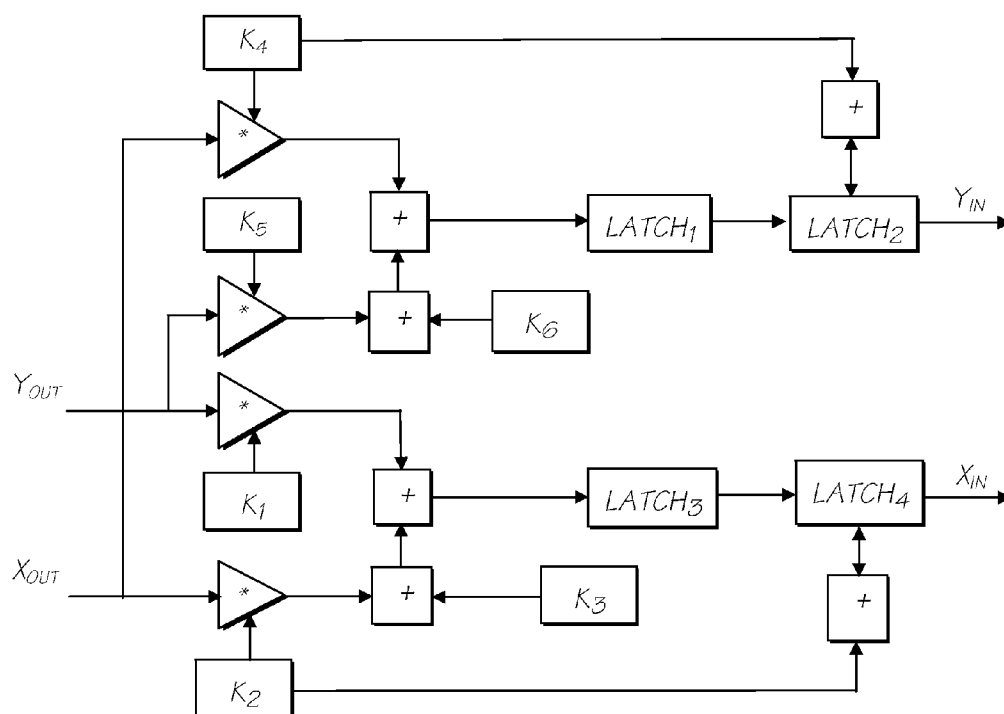 K4
*
+
K5
+
LATCH1
LATCH2
YIN
*
+
K6
YOUT
*
K1
+
LATCH3
LATCH4
XIN
XOUT
*
+
K3
+
K2